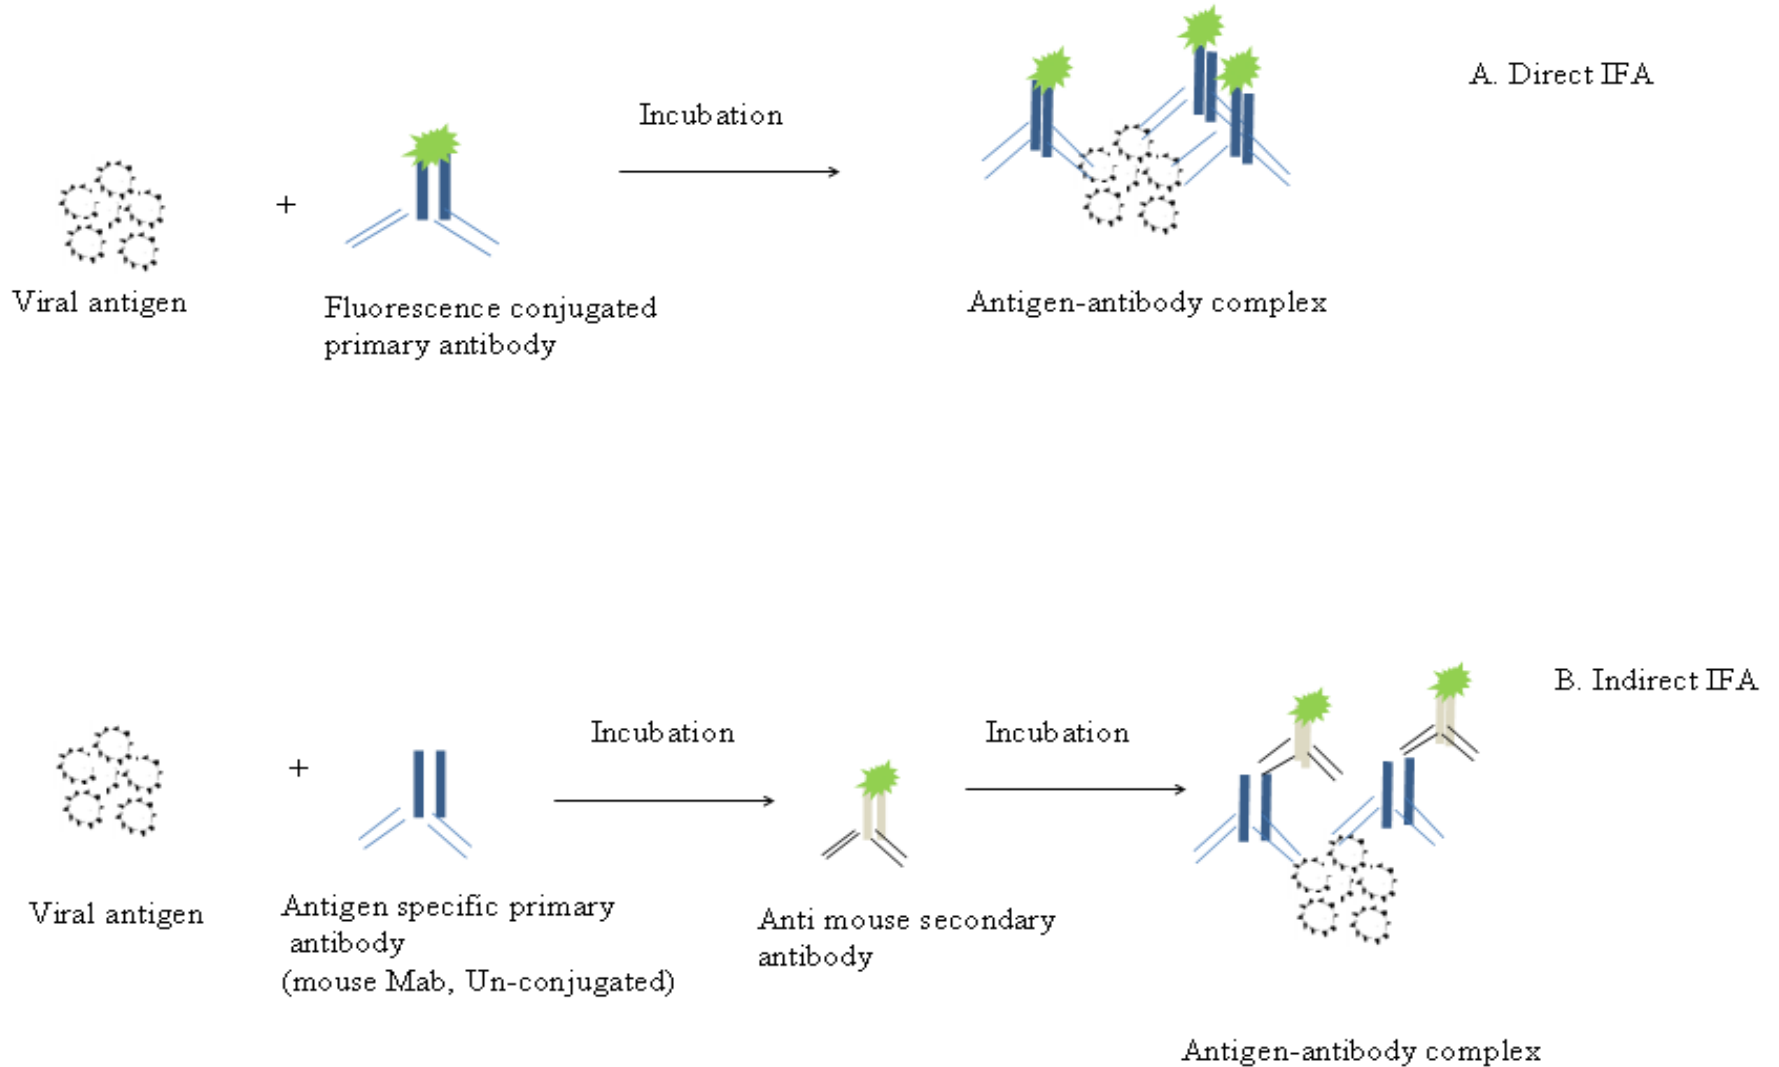 A. Direct IFA
Incubation
+
Viral antigen
Fluorescence conjugated
primary antibody
Antigen-antibody complex
B. Indirect IFA
Incubation
Incubation
+
Viral antigen
Antigen specific primary
antibody
(mouse Mab, Un-conjugated)
Anti mouse secondary
antibody
Antigen-antibody complex